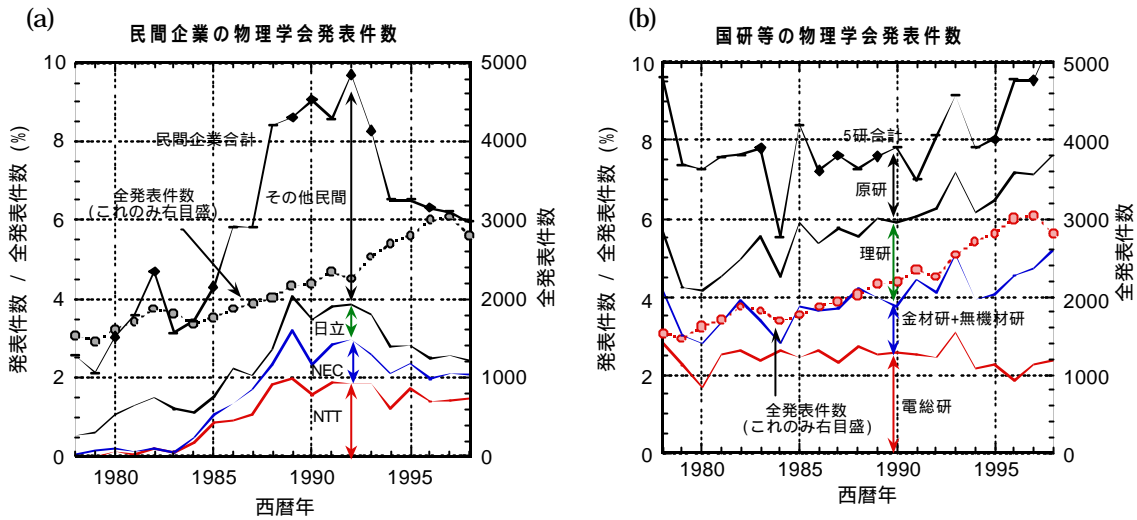 (a)
民間企業の物理学会発表件数
10
8
6
4
2
0
発表件数 / 全発表件数 (%)
5000
4000
3000
2000
1000
0
全発表件数
民間企業合計
全発表件数
(これのみ右目盛)
その他民間
日立
NEC
NTT
1980
1985
1990
1995
西暦年
(b)
国研等の物理学会発表件数
10
8
6
4
2
0
発表件数 / 全発表件数 (%)
5000
4000
3000
2000
1000
0
全発表件数
5研合計
原研
理研
金材研+無機材研
電総研
全発表件数
(これのみ右目盛)
1980
1985
1990
1995
西暦年